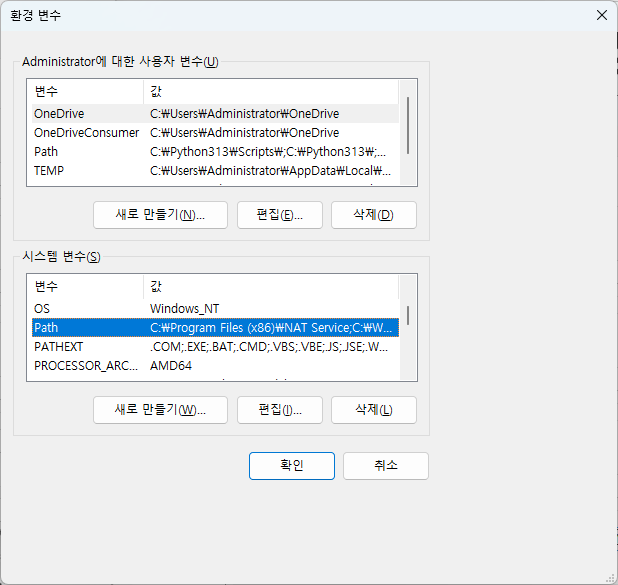 환경 변수
Administrator에 대한 사용자 변수(U)
변수 값
OneDrive C:₩Users₩Administrator₩OneDrive
OneDriveConsumer C:₩Users₩Administrator₩OneDrive
Path C:₩Python313₩Scripts₩;C:₩Python313₩;...
TEMP C:₩Users₩Administrator₩AppData₩Local₩...
새로 만들기(N)... 편집(E)... 삭제(D)
시스템 변수(S)
변수 값
OS Windows_NT
Path C:₩Program Files (x86)₩NAT Service;C:₩W...
PATHEXT .COM;.EXE;.BAT;.CMD;.VBS;.VBE;.JS;.JSE;.W...
PROCESSOR_ARC... AMD64
새로 만들기(W)... 편집(I)... 삭제(L)
확인 취소